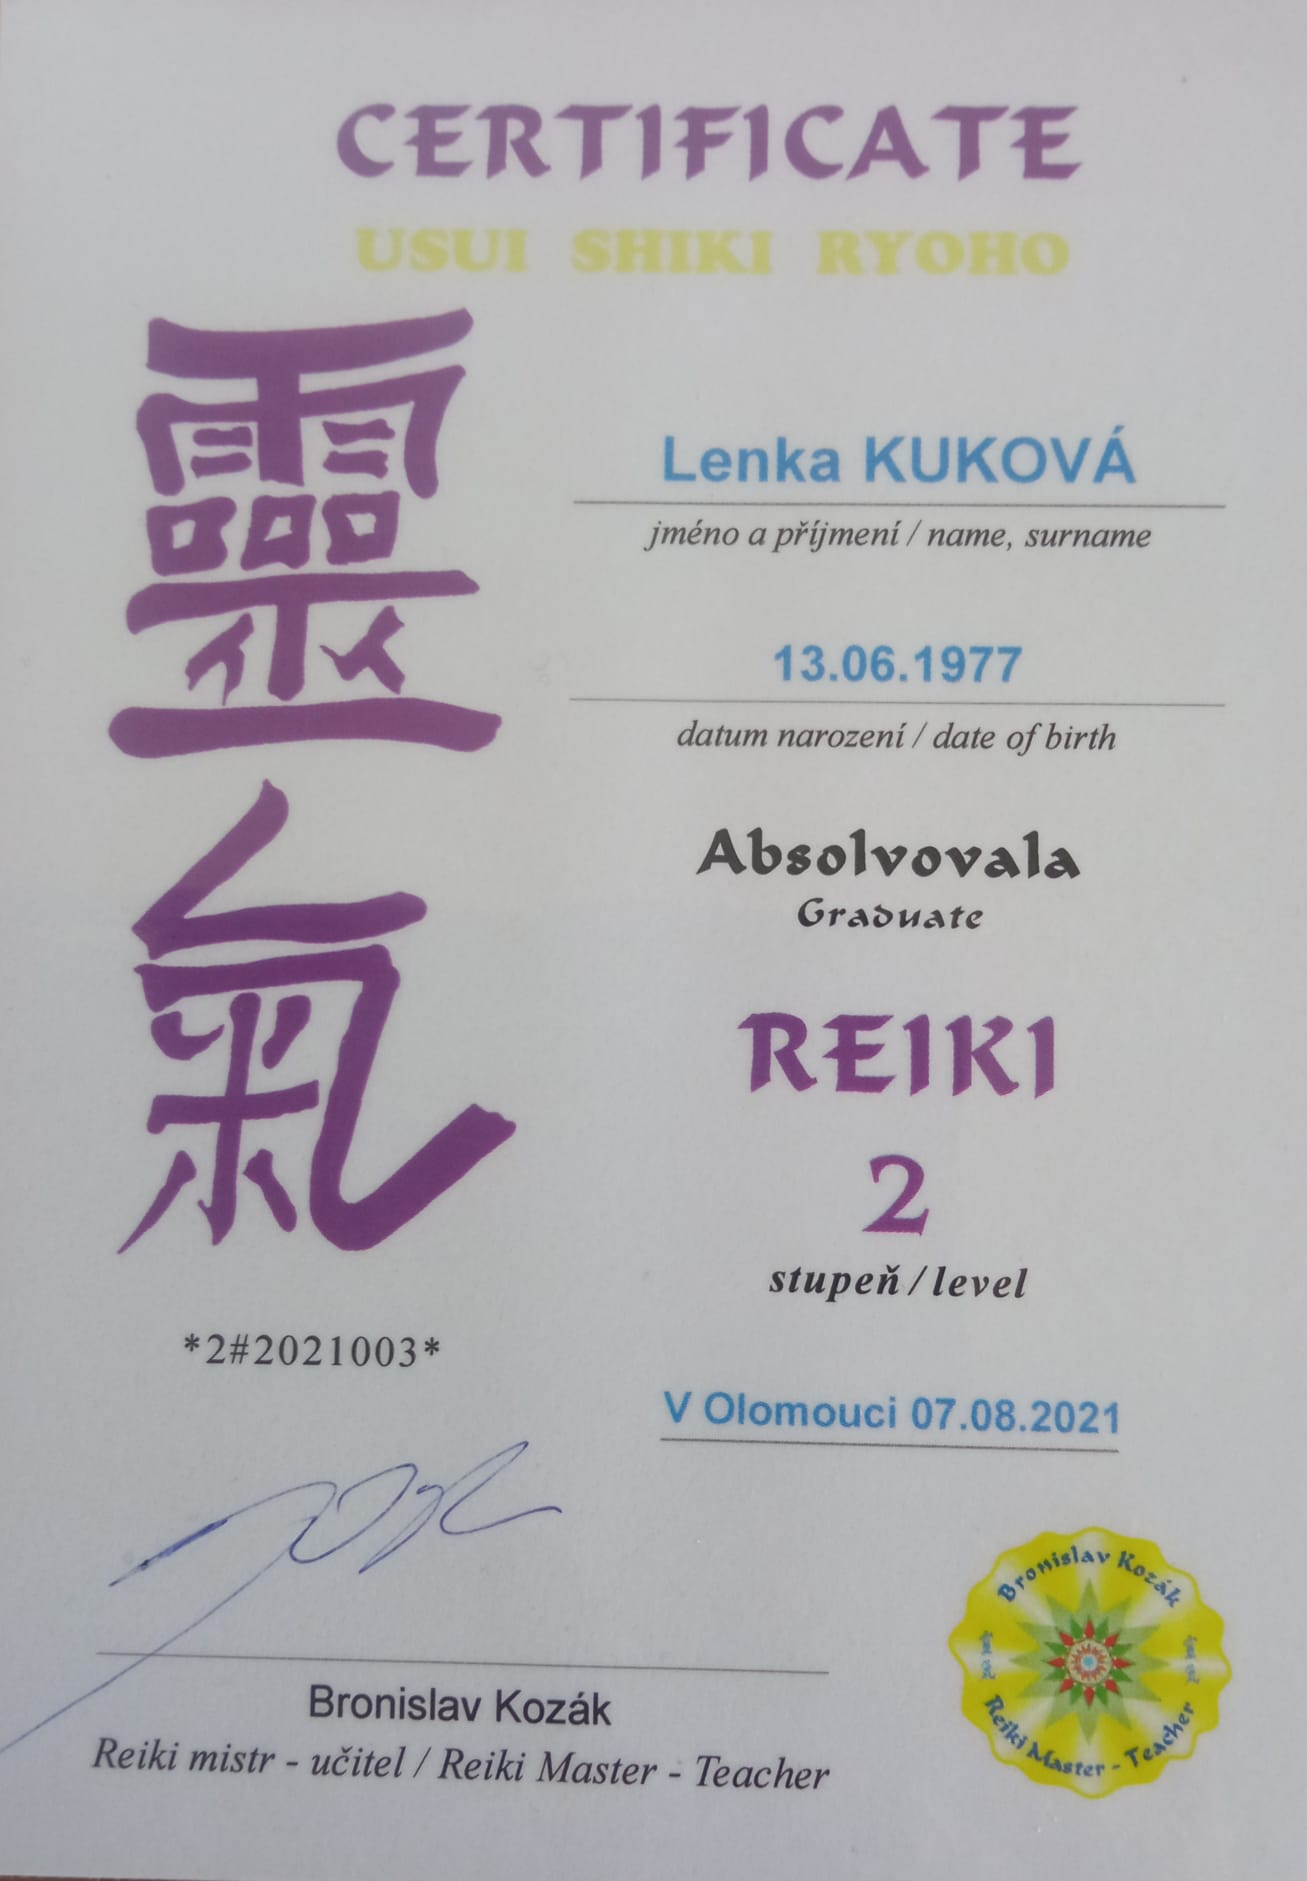 CERTIFICATE
USUI SHIKI RYOHO
靈
氣
Lenka KUKOVÁ
jméno a příjmení / name, surname
13.06.1977
datum narození / date of birth
Absolvovala
Graduate
REIKI
2
stupeň / level
*2#2021003*
V Olomouci 07.08.2021
Bronislav Kozák
Reiki mistr - učitel / Reiki Master - Teacher
Bronislav Kozák
Reiki Master - Teacher